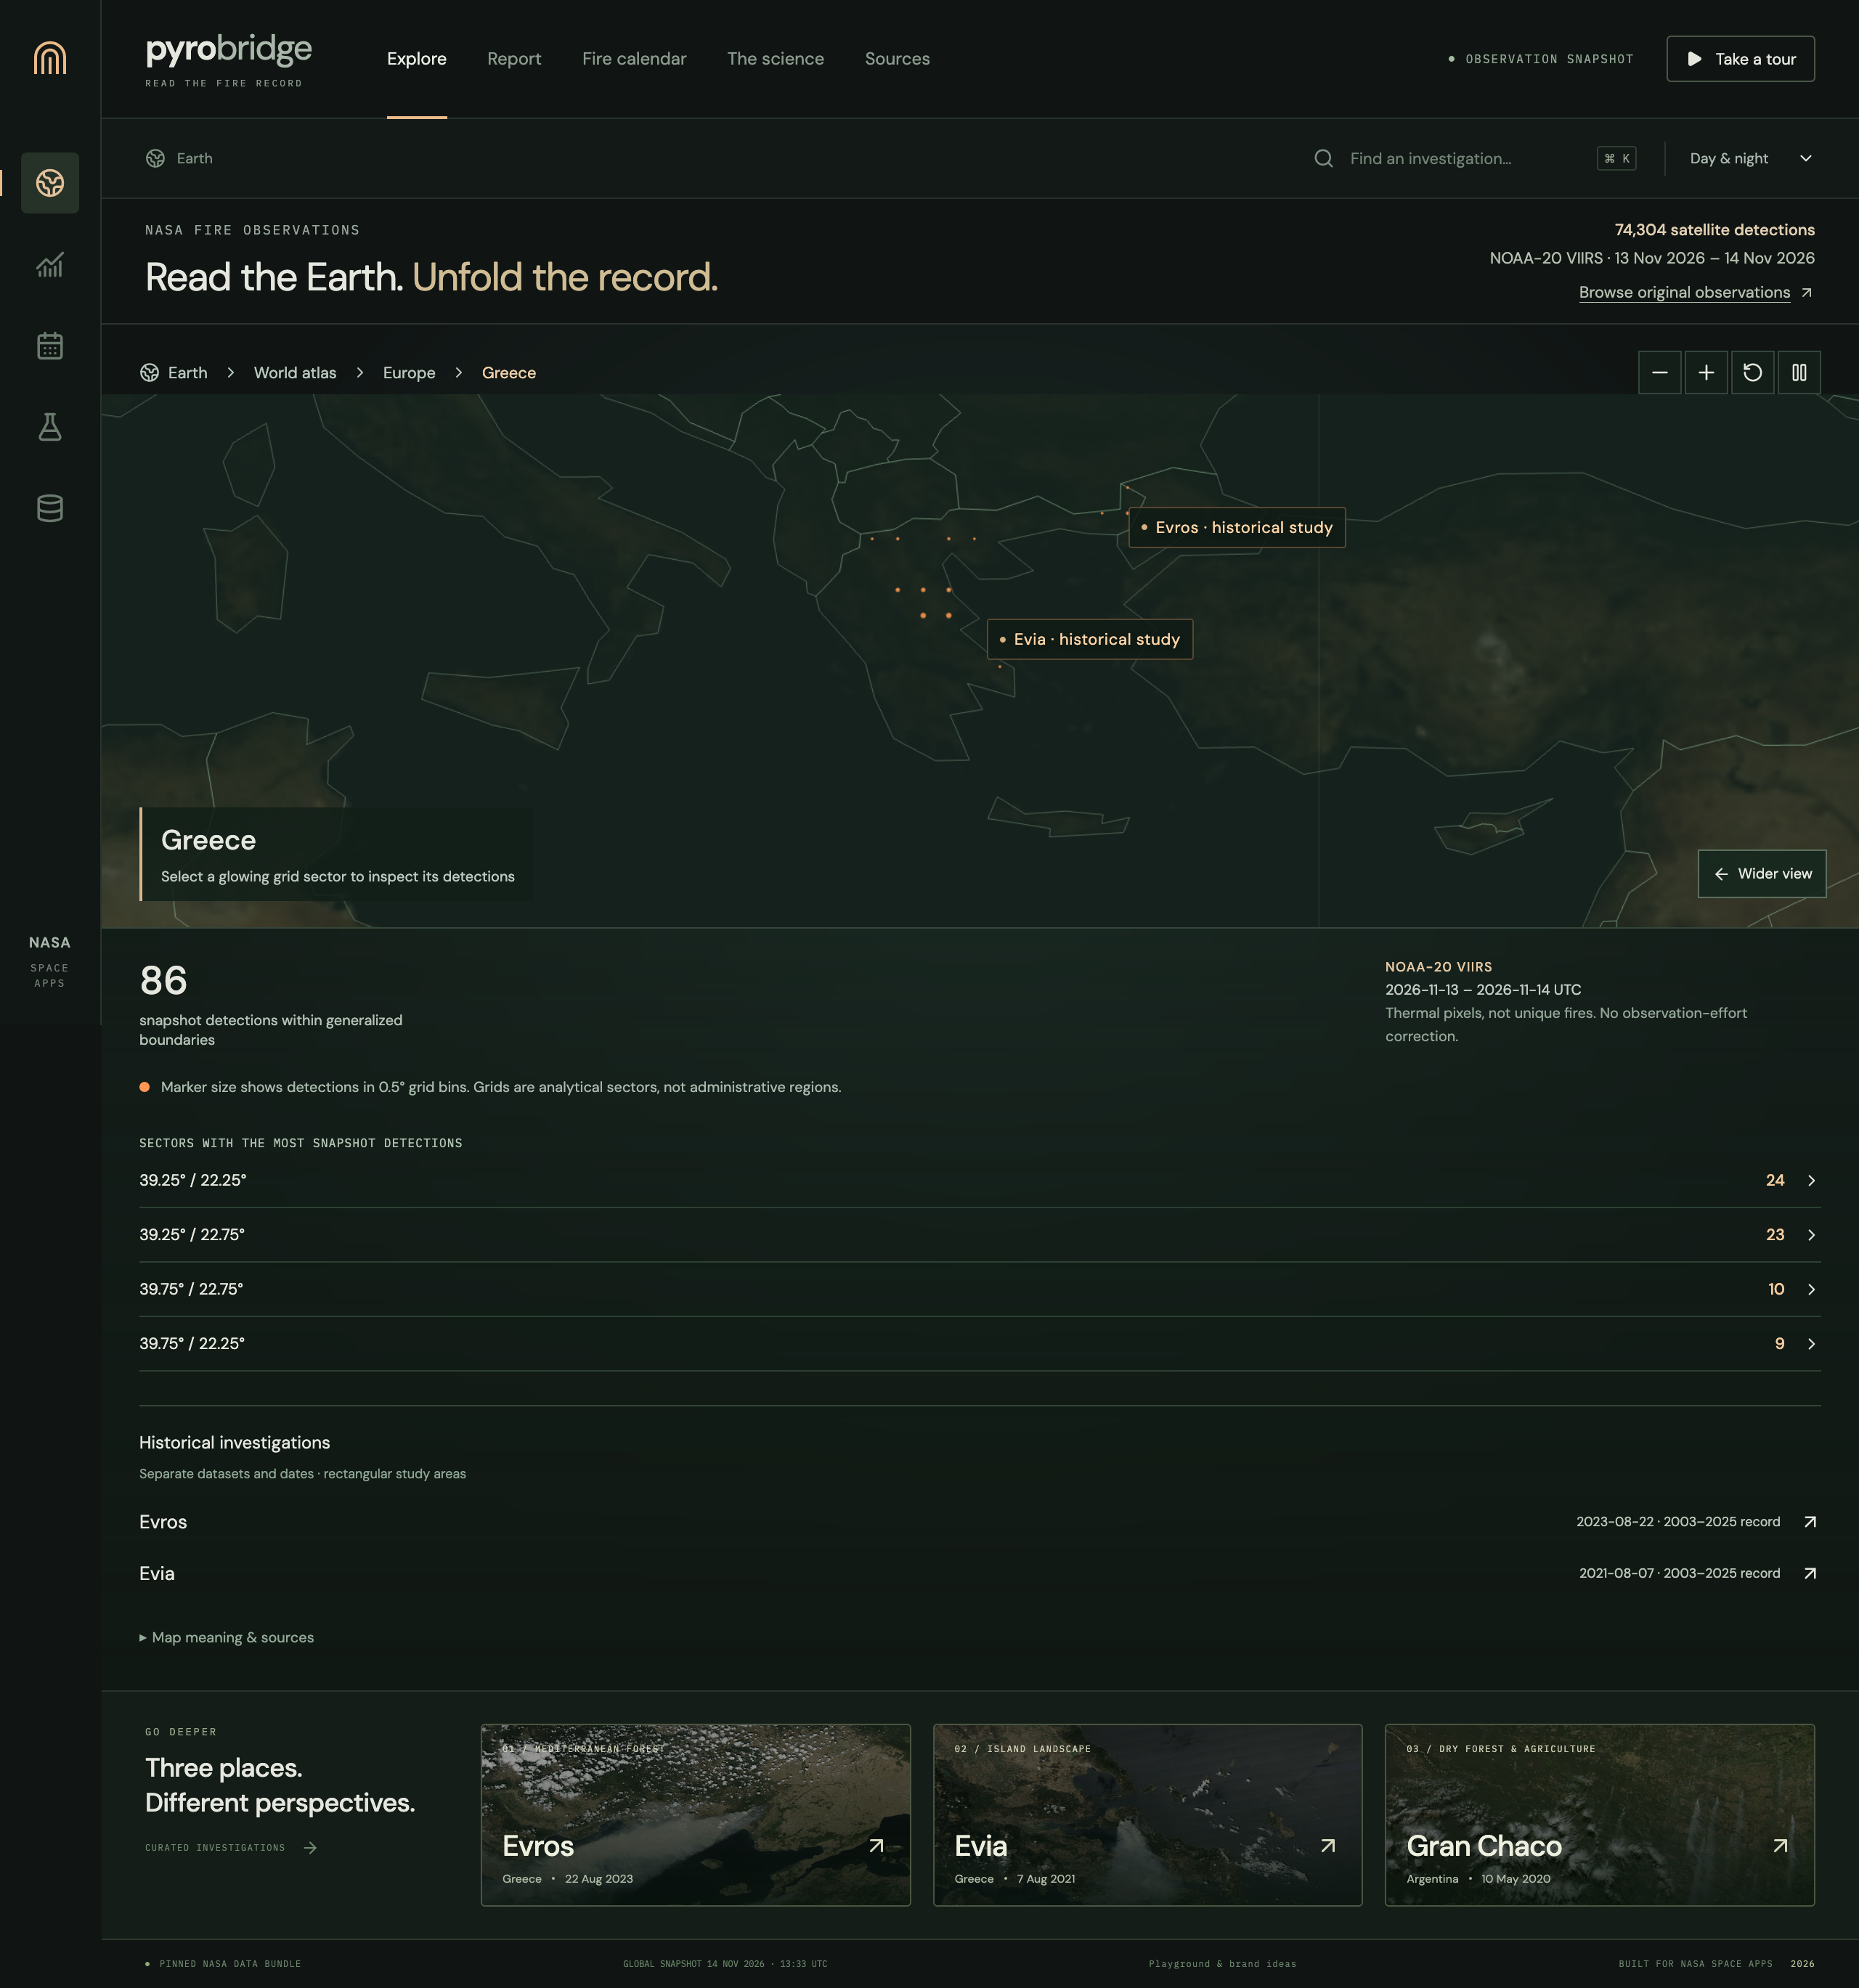 pyrobridge
READ THE FIRE RECORD
Explore
Report
Fire calendar
The science
Sources
OBSERVATION SNAPSHOT
Take a tour
Earth
Find an investigation...
⌘ K
Day & night
NASA FIRE OBSERVATIONS
Read the Earth. Unfold the record.
74,304 satellite detections
NOAA-20 VIIRS · 13 Nov 2026 – 14 Nov 2026
Browse original observations
Earth
World atlas
Europe
Greece
Evros · historical study
Evia · historical study
Greece
Select a glowing grid sector to inspect its detections
Wider view
NASA
SPACE
APPS
86
snapshot detections within generalized
boundaries
NOAA-20 VIIRS
2026-11-13 – 2026-11-14 UTC
Thermal pixels, not unique fires. No observation-effort
correction.
Marker size shows detections in 0.5° grid bins. Grids are analytical sectors, not administrative regions.
SECTORS WITH THE MOST SNAPSHOT DETECTIONS
39.25° / 22.25° 24
39.25° / 22.75° 23
39.75° / 22.75° 10
39.75° / 22.25° 9
Historical investigations
Separate datasets and dates · rectangular study areas
Evros 2023-08-22 · 2003–2025 record
Evia 2021-08-07 · 2003–2025 record
Map meaning & sources
GO DEEPER
Three places.
Different perspectives.
CURATED INVESTIGATIONS
01 / MEDITERRANEAN FOREST
Evros
Greece • 22 Aug 2023
02 / ISLAND LANDSCAPE
Evia
Greece • 7 Aug 2021
03 / DRY FOREST & AGRICULTURE
Gran Chaco
Argentina • 10 May 2020
PINNED NASA DATA BUNDLE
GLOBAL SNAPSHOT 14 NOV 2026 · 13:33 UTC
Playground & brand ideas
BUILT FOR NASA SPACE APPS 2026